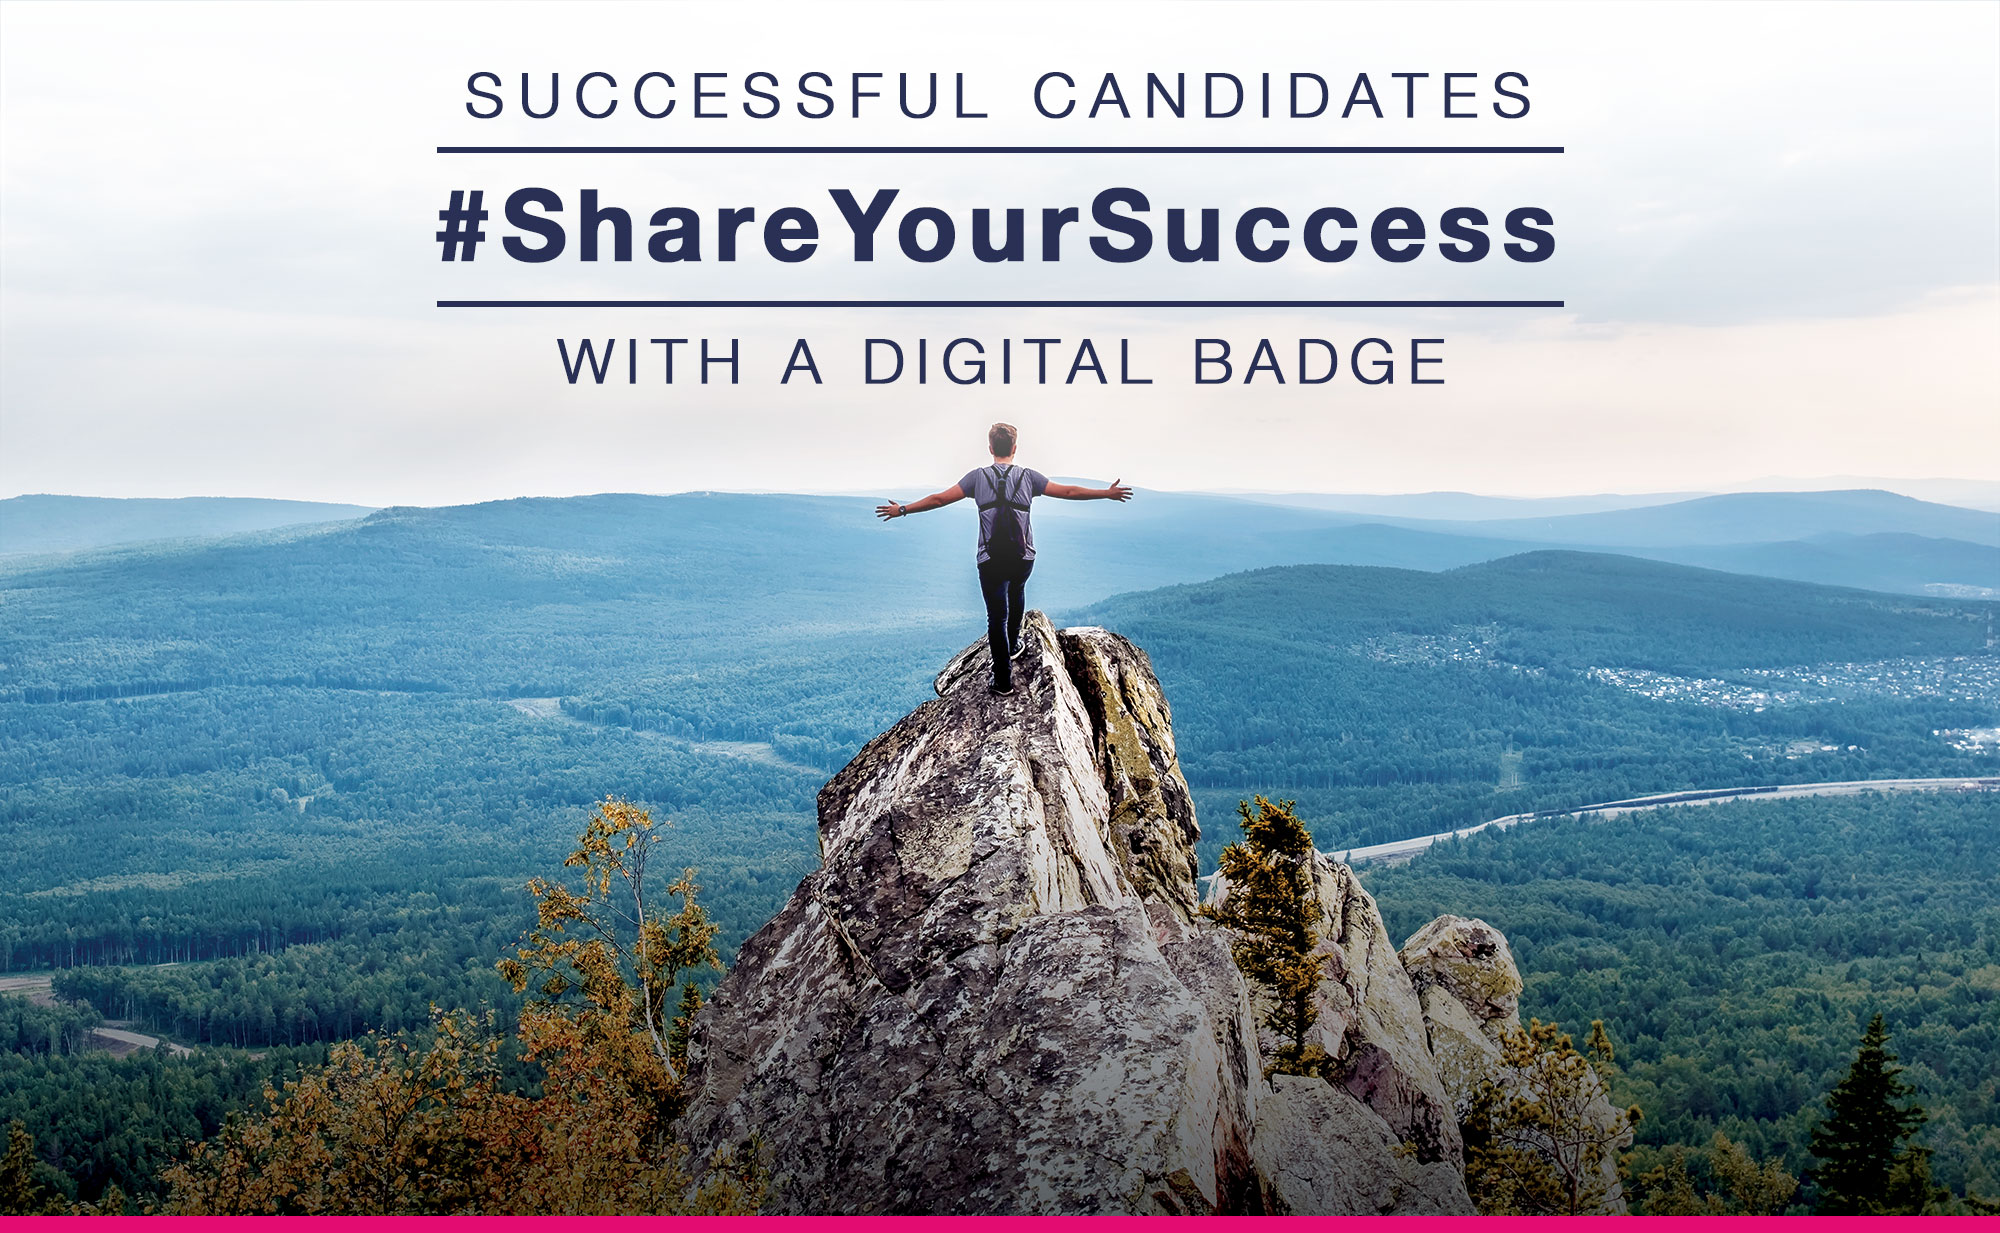 SUCCESSFUL CANDIDATES
#ShareYourSuccess
WITH A DIGITAL BADGE